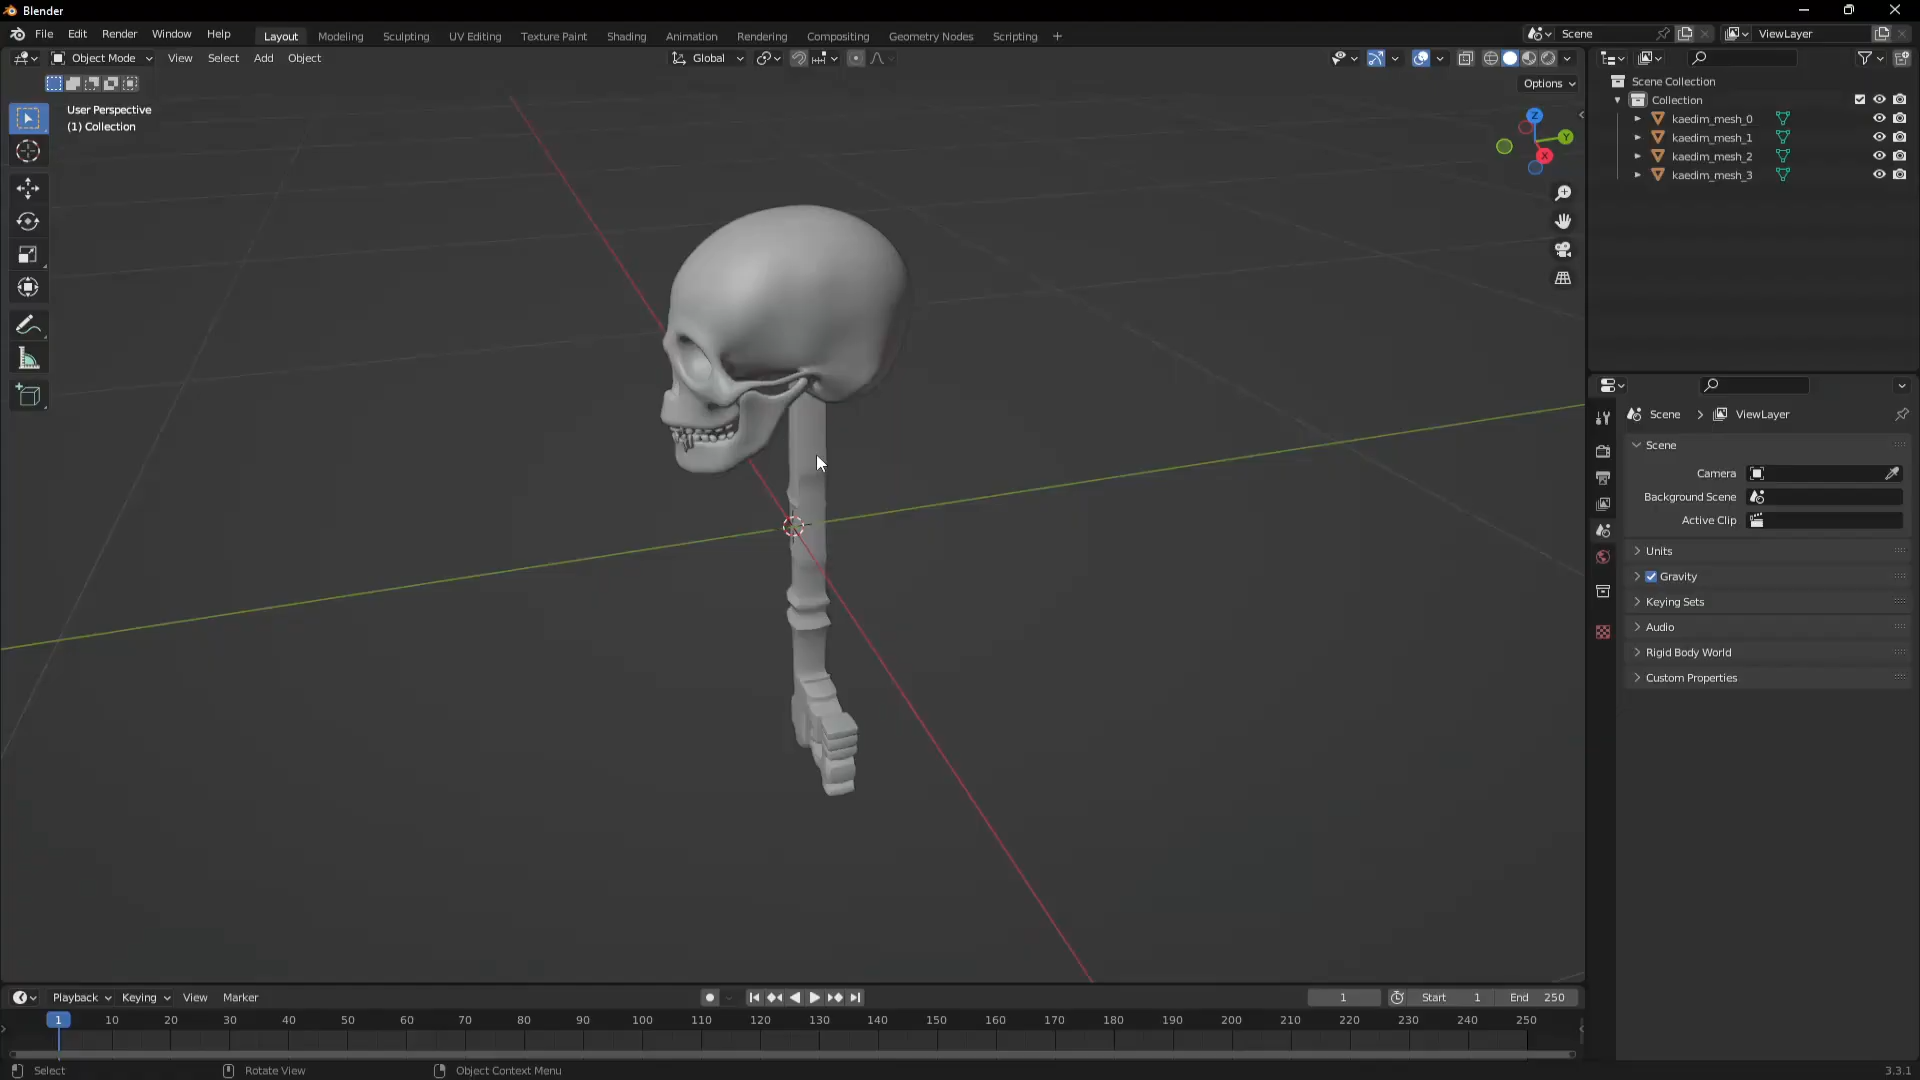 Blender
File Edit Render Window Help Layout Modeling Sculpting UV Editing Texture Paint Shading Animation Rendering Compositing Geometry Nodes Scripting + Scene ViewLayer
Object Mode View Select Add Object Global
Options
User Perspective
(1) Collection
Z
Y
X
Scene Collection
Collection
kaedim_mesh_0
kaedim_mesh_1
kaedim_mesh_2
kaedim_mesh_3
Scene > ViewLayer
Scene
Camera
Background Scene
Active Clip
Units
Gravity
Keying Sets
Audio
Rigid Body World
Custom Properties
Playback Keying View Marker 1 Start 1 End 250
1 10 20 30 40 50 60 70 80 90 100 110 120 130 140 150 160 170 180 190 200 210 220 230 240 250
Select Rotate View Object Context Menu 3.3.1